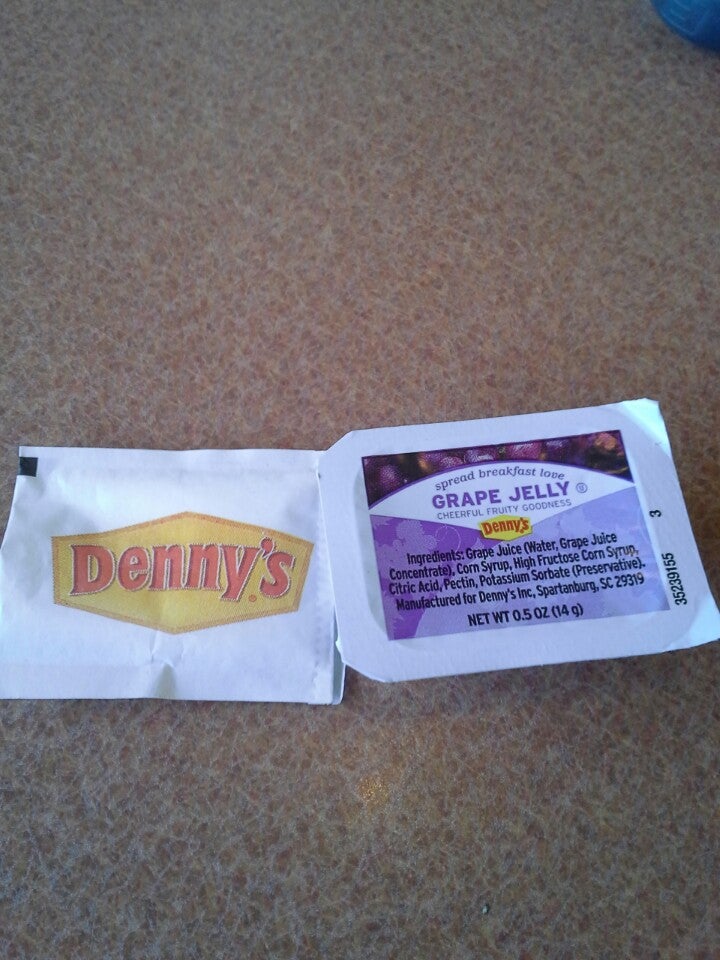 Denny's
spread breakfast love
GRAPE JELLY
CHEERFUL FRUITY GOODNESS
Denny's
Ingredients: Grape Juice (Water, Grape Juice
Concentrate), Corn Syrup, High Fructose Corn Syrup,
Citric Acid, Pectin, Potassium Sorbate (Preservative).
Manufactured for Denny's Inc, Spartanburg, SC 29319
NET WT 0.5 OZ (14 g)
35239155 3